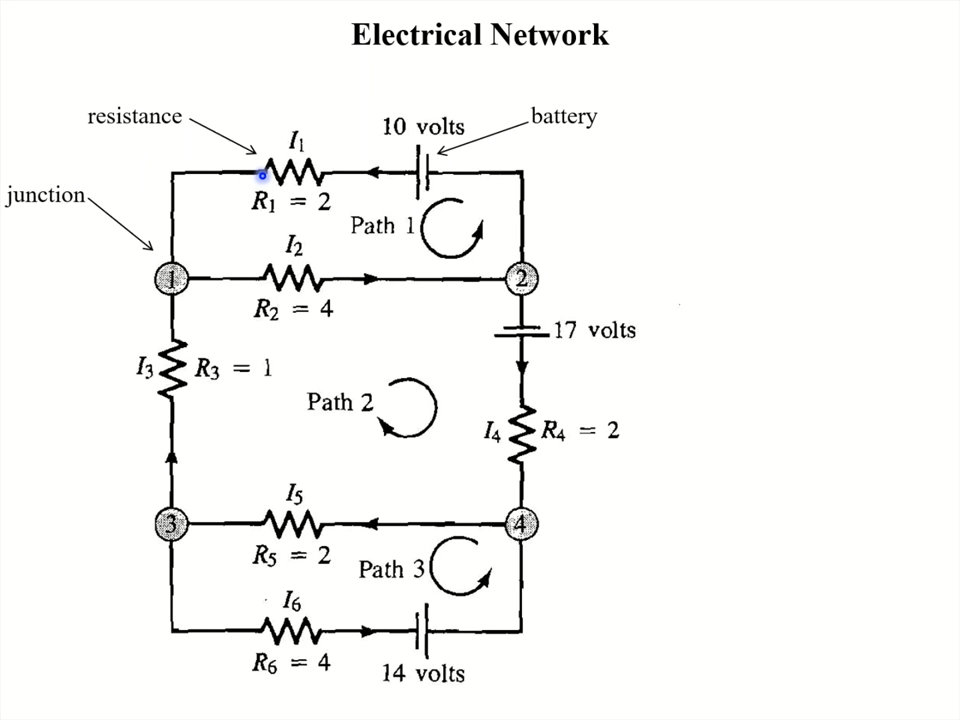 Electrical Network
resistance
10 volts
battery
I1
junction
R1 = 2
Path 1
I2
1
2
R2 = 4
17 volts
I3
R3 = 1
Path 2
I4
R4 = 2
I5
3
4
R5 = 2
Path 3
I6
R6 = 4
14 volts